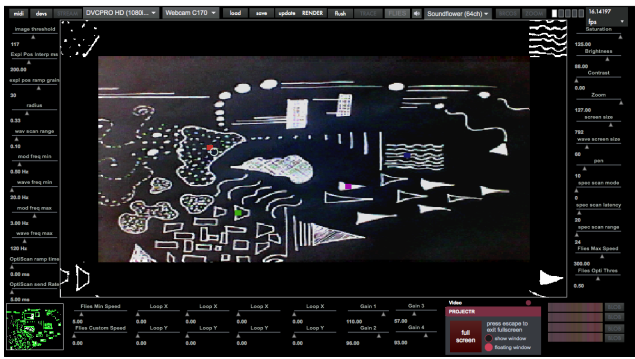 midi devs DVCPRO HD (1080i... Webcam C170 load save update RENDER flush TRACK FLIES Soundflower (64ch) 16.14197
fps
Image threshold
117
Expl Pos Interp ms
200.00
expl pos ramp grain
30
radius
0.33
wav scan range
0.10
mod freq min
0.50 Hz
wave freq min
20.0 Hz
mod freq max
3.00 Hz
wave freq max
120 Hz
OptiScan ramp time
0.00 ms
OptiScan send Rate
5.00 ms
Saturation
125.00
Brightness
98.00
Contrast
0.00
Zoom
127.00
screen size
792
wave screen size
60
pen
10
spec scan mode
5
spec scan latency
20
spec scan range
24
Flies Max Speed
300.00
Flies Opti Thres
0.50
Flies Min Speed Loop X Loop X Loop X Loop X Gain 1 Gain 3
5.00 0.00 0.00 0.00 0.00 110.00 57.00
Flies Custom Speed Loop Y Loop Y Loop Y Loop Y Gain 2 Gain 4
0.00 0.00 0.00 0.00 0.00 98.00 93.00
Video
PROJECTS
full
screen
press escape to
exit fullscreen
show window
floating window